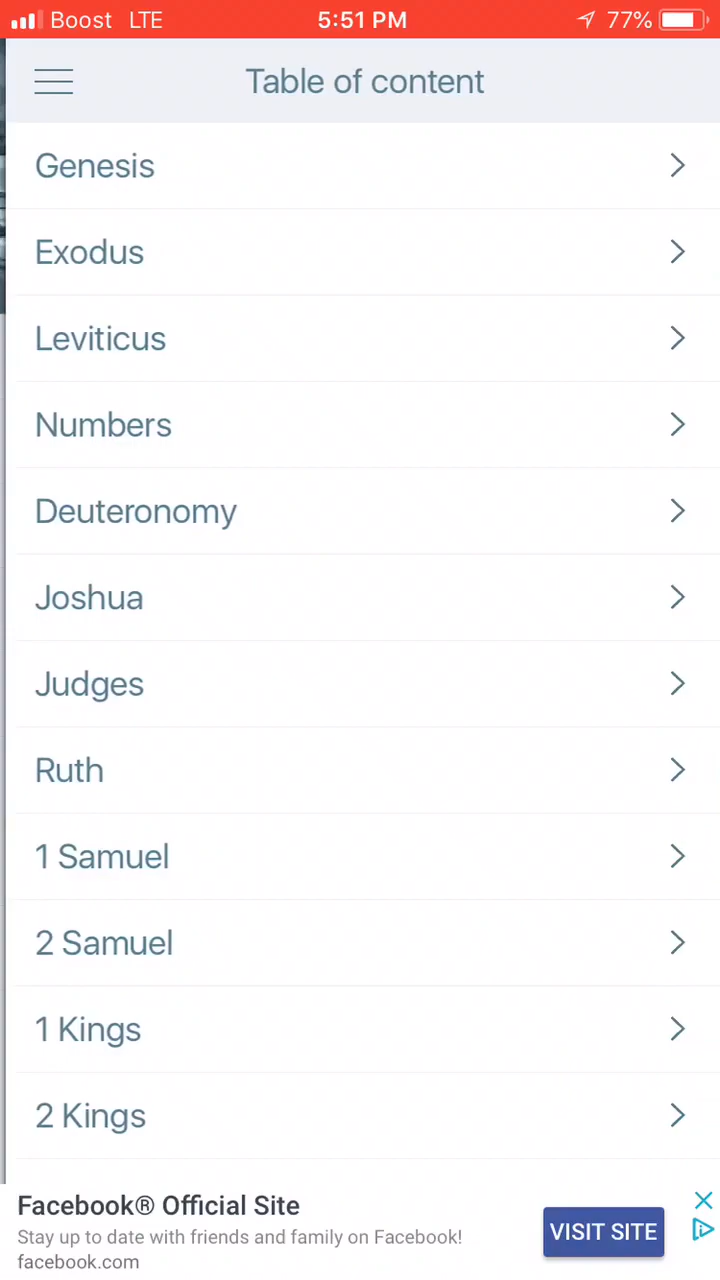 Boost LTE 5:51 PM 77%
Table of content
Genesis
Exodus
Leviticus
Numbers
Deuteronomy
Joshua
Judges
Ruth
1 Samuel
2 Samuel
1 Kings
2 Kings
Facebook® Official Site
Stay up to date with friends and family on Facebook!
facebook.com
VISIT SITE